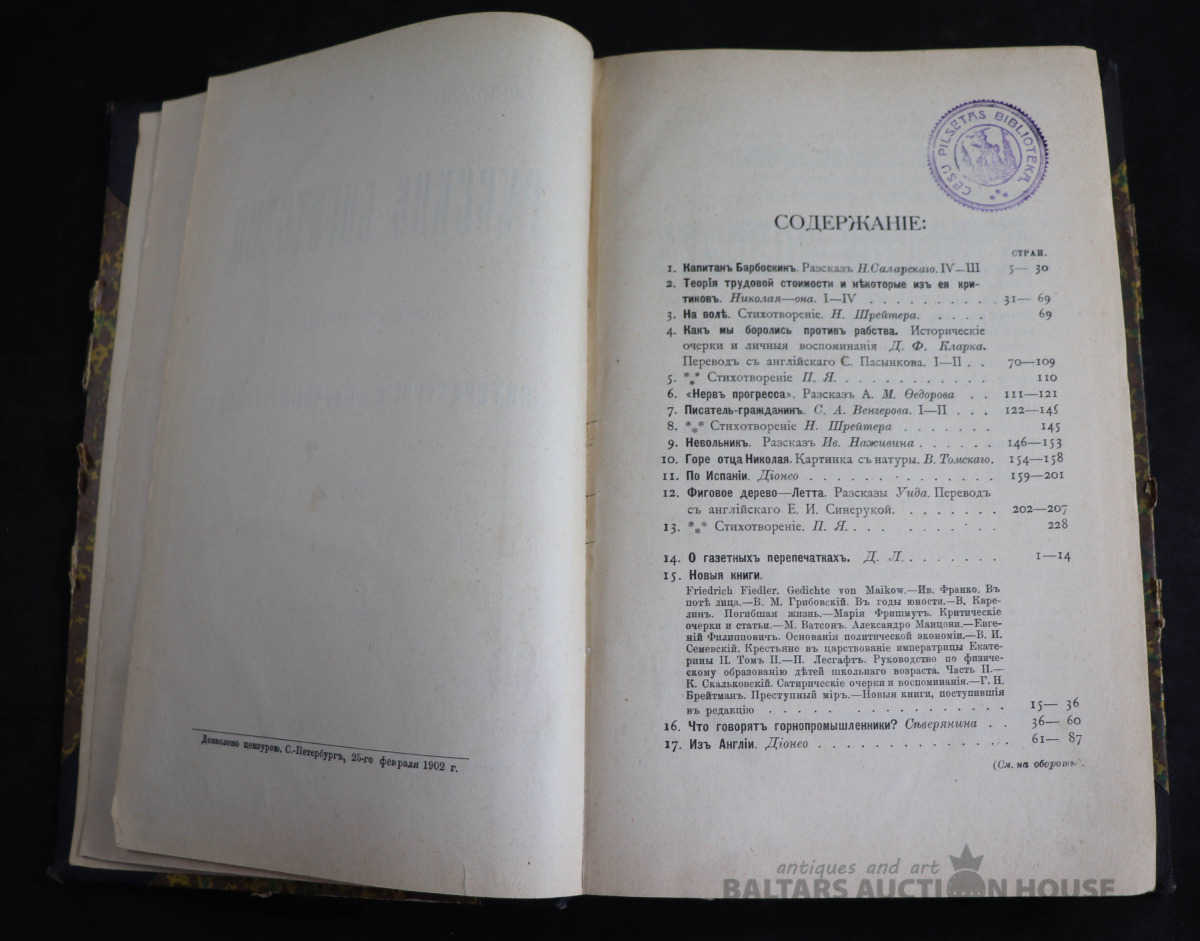 Дозволено цензурою. С.-Петербургъ, 25-го февраля 1902 г.
CĒSU PILSĒTAS BIBLIOTEKA
СОДЕРЖАНІЕ:
СТРАН.
1. Капитанъ Барбоскинъ. Разсказъ Н. Саларскаго. IV—III 5— 30
2. Теорія трудовой стоимости и нѣкоторые изъ ея кри-
тиковъ. Николая—она. I—IV . . . . . . . . . 31— 69
3. На волѣ. Стихотвореніе. Н. Шрейтера. . . . . 69
4. Какъ мы боролись противъ рабства. Историческіе
очерки и личныя воспоминанія Д. Ф. Кларка.
Переводъ съ англійскаго С. Пасынкова. I—II . . 70—109
5. *** Стихотвореніе П. Я. . . . . . . . . . . 110
6. «Нервъ прогресса». Разсказъ А. М. Ѳедорова . . 111—121
7. Писатель-гражданинъ. С. А. Венгерова. I—II . . . 122—145
8. *** Стихотвореніе Н. Шрейтера . . . . . . . 145
9. Невольникъ. Разсказъ Ив. Наживина . . . . . . 146—153
10. Горе отца Николая. Картинка съ натуры. В. Томскаго. 154—158
11. По Испаніи. Діонео . . . . . . . . . . . . 159—201
12. Фиговое дерево—Летта. Разсказы Уида. Переводъ
съ англійскаго Е. И. Синерукой. . . . . . . . 202—207
13. *** Стихотвореніе. П. Я. . . . . . . . . . 228
14. О газетныхъ перепечаткахъ. Д. Л. . . . . . . . 1—14
15. Новыя книги.
Friedrich Fiedler. Gedichte von Maikow.—Ив. Франко. Въ
потѣ лица.—В. М. Грибовскій. Въ годы юности.—В. Каре-
линъ. Погибшая жизнь.—Марія Фришмутъ. Критическіе
очерки и статьи.—М. Ватсонъ. Александро Манцони.—Евге-
ній Филипповичъ. Основанія политической экономіи.—В. И.
Семевскій. Крестьяне въ царствованіе императрицы Екате-
рины II. Томъ II.—П. Лесгафтъ. Руководство по физиче-
скому образованію дѣтей школьнаго возраста. Часть II.—
К. Скальковскій. Сатирическіе очерки и воспоминанія.—Г. Н.
Брейтманъ. Преступный міръ.—Новыя книги, поступившія
въ редакцію . . . . . . . . . . . . . . . . 15— 36
16. Что говорятъ горнопромышленники? Сѣверянина . . 36— 60
17. Изъ Англіи. Діонео . . . . . . . . . . . . 61— 87
(См. на оборотѣ).
antiques and art
BALTARS AUCTION HOUSE